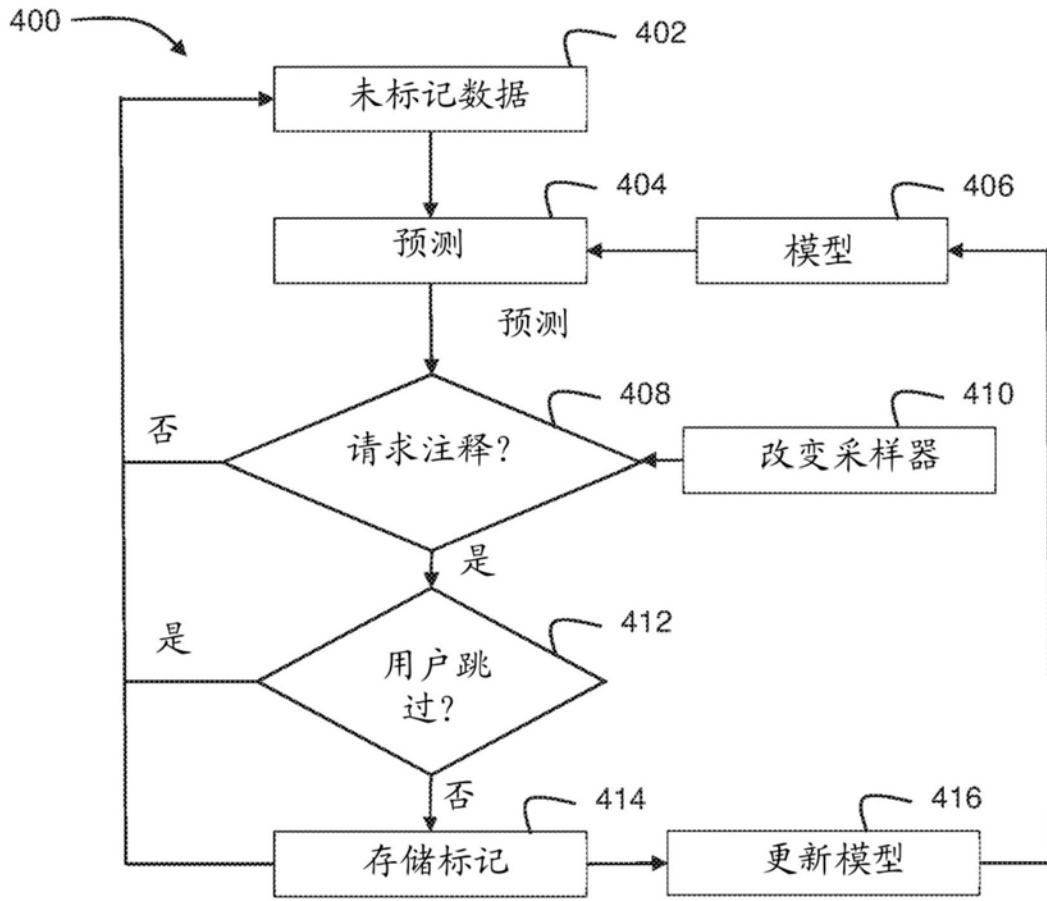 400
402
未标记数据
404
预测
406
模型
预测
408
请求注释?
410
改变采样器
否
是
412
用户跳
过?
是
否
414
存储标记
416
更新模型